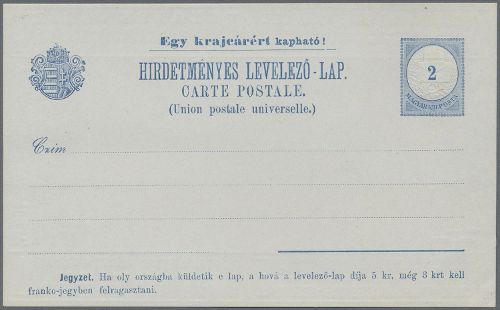 Egy krajcárért kapható!
HIRDETMÉNYES LEVELEZŐ-LAP.
CARTE POSTALE.
(Union postale universelle.)
2
MAGYAR KIR. POSTA
Czím
Jegyzet. Ha oly országba küldetik e lap, a hová a levelező-lap díja 5 kr, még 3 krt kell
franko-jegyben felragasztani.